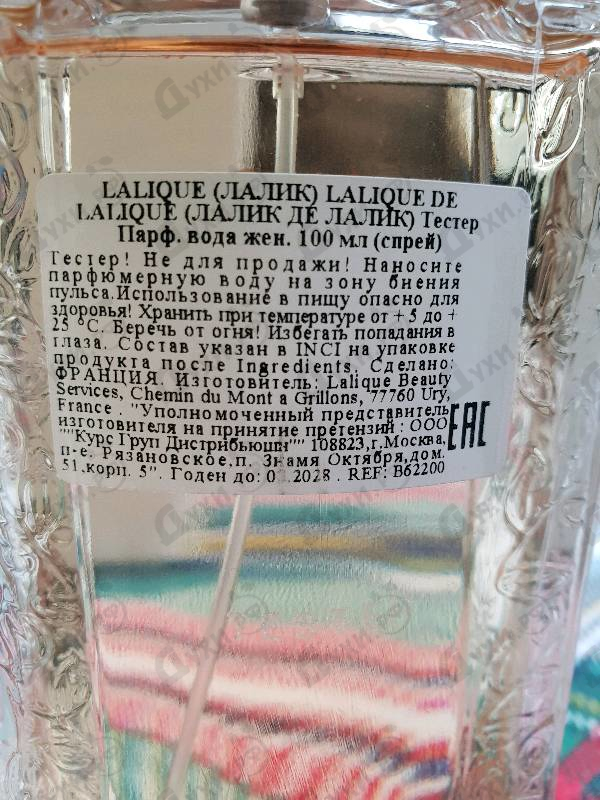 LALIQUE (ЛАЛИК) LALIQUE DE
LALIQUE (ЛАЛИК ДЕ ЛАЛИК) Тестер
Парф. вода жен. 100 мл (спрей)
Тестер! Не для продажи! Наносите
парфюмерную воду на зону биения
пульса.Использование в пищу опасно для
здоровья! Хранить при температуре от + 5 до +
25 °C. Беречь от огня! Избегать попадания в
глаза. Состав указан в INCI на упаковке
продукта после Ingredients. Сделано:
ФРАНЦИЯ. Изготовитель: Lalique Beauty
Services, Chemin du Mont a Grillons, 77760 Ury,
France . "Уполномоченный представитель
изготовителя на принятие претензий : ООО
""Курс Груп Дистрибьюшн"" 108823,г.Москва,
п-е. Рязановское,п. Знамя Октября,дом.
51,корп. 5". Годен до: .2028 . REF: B62200
EAC